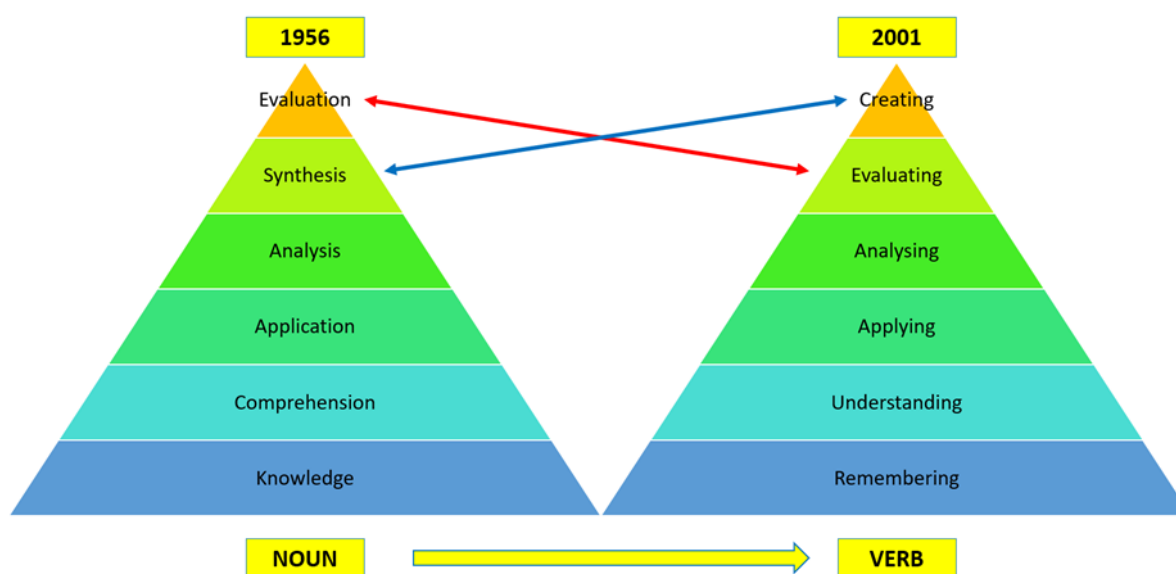 1956
2001
Evaluation
Creating
Synthesis
Evaluating
Analysis
Analysing
Application
Applying
Comprehension
Understanding
Knowledge
Remembering
NOUN
VERB